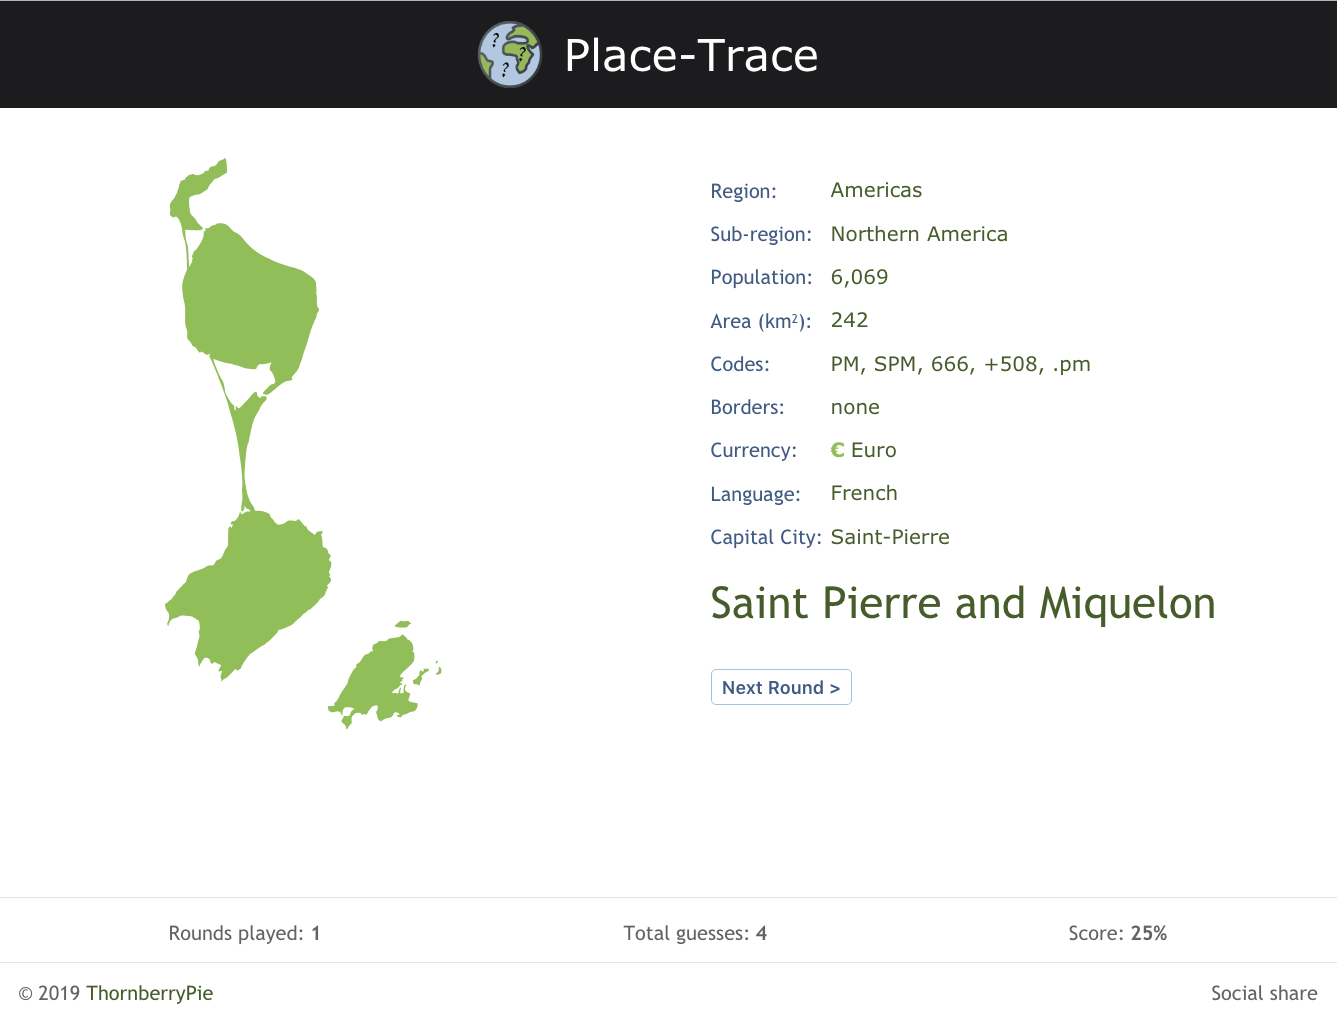 Place-Trace
Region: Americas
Sub-region: Northern America
Population: 6,069
Area (km²): 242
Codes: PM, SPM, 666, +508, .pm
Borders: none
Currency: € Euro
Language: French
Capital City: Saint-Pierre
Saint Pierre and Miquelon
Next Round >
Rounds played: 1 Total guesses: 4 Score: 25%
© 2019 ThornberryPie Social share